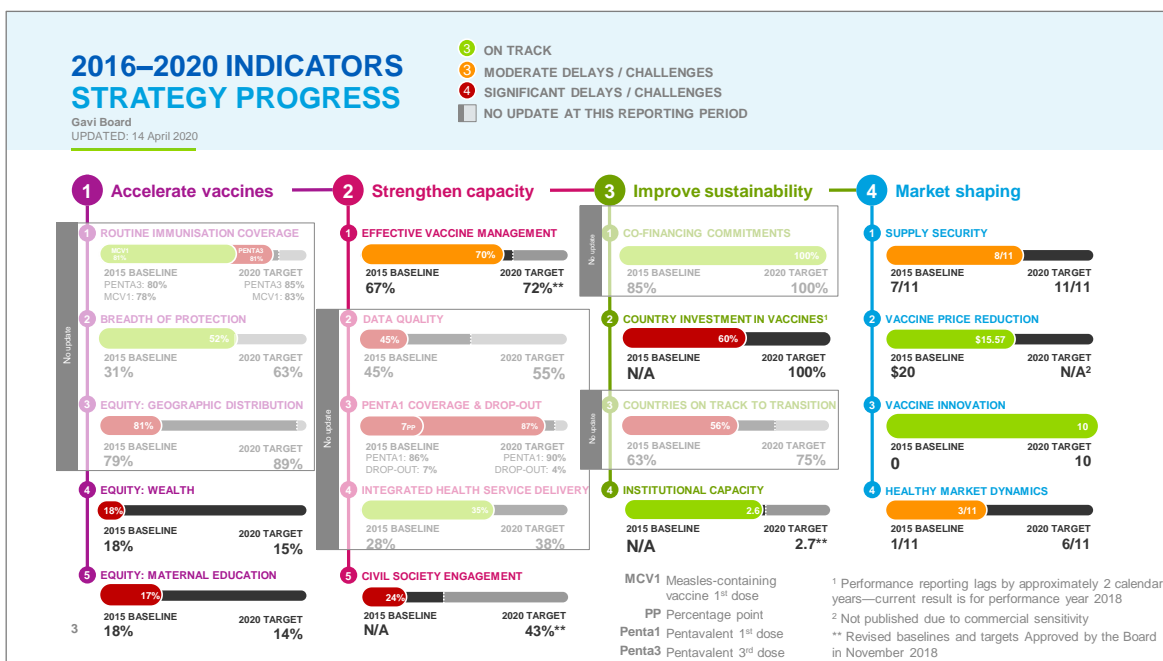 2016–2020 INDICATORS
STRATEGY PROGRESS
Gavi Board
UPDATED: 14 April 2020
3 ON TRACK
3 MODERATE DELAYS / CHALLENGES
4 SIGNIFICANT DELAYS / CHALLENGES
NO UPDATE AT THIS REPORTING PERIOD
1 Accelerate vaccines
No update
1 ROUTINE IMMUNISATION COVERAGE
MCV1 PENTA3
81% 81%
2015 BASELINE 2020 TARGET
PENTA3: 80% PENTA3 85%
MCV1: 78% MCV1: 83%
2 BREADTH OF PROTECTION
52%
2015 BASELINE 2020 TARGET
31% 63%
3 EQUITY: GEOGRAPHIC DISTRIBUTION
81%
2015 BASELINE 2020 TARGET
79% 89%
4 EQUITY: WEALTH
18%
2015 BASELINE 2020 TARGET
18% 15%
5 EQUITY: MATERNAL EDUCATION
17%
2015 BASELINE 2020 TARGET
18% 14%
2 Strengthen capacity
1 EFFECTIVE VACCINE MANAGEMENT
70%
2015 BASELINE 2020 TARGET
67% 72%**
No update
2 DATA QUALITY
45%
2015 BASELINE 2020 TARGET
45% 55%
3 PENTA1 COVERAGE & DROP-OUT
7PP 87%
2015 BASELINE 2020 TARGET
PENTA1: 86% PENTA1: 90%
DROP-OUT: 7% DROP-OUT: 4%
4 INTEGRATED HEALTH SERVICE DELIVERY
35%
2015 BASELINE 2020 TARGET
28% 38%
5 CIVIL SOCIETY ENGAGEMENT
24%
2015 BASELINE 2020 TARGET
N/A 43%**
3 Improve sustainability
No update
1 CO-FINANCING COMMITMENTS
100%
2015 BASELINE 2020 TARGET
85% 100%
2 COUNTRY INVESTMENT IN VACCINES¹
60%
2015 BASELINE 2020 TARGET
N/A 100%
No update
3 COUNTRIES ON TRACK TO TRANSITION
56%
2015 BASELINE 2020 TARGET
63% 75%
4 INSTITUTIONAL CAPACITY
2.6
2015 BASELINE 2020 TARGET
N/A 2.7**
4 Market shaping
1 SUPPLY SECURITY
8/11
2015 BASELINE 2020 TARGET
7/11 11/11
2 VACCINE PRICE REDUCTION
$15.57
2015 BASELINE 2020 TARGET
$20 N/A²
3 VACCINE INNOVATION
10
2015 BASELINE 2020 TARGET
0 10
4 HEALTHY MARKET DYNAMICS
3/11
2015 BASELINE 2020 TARGET
1/11 6/11
MCV1 Measles-containing
vaccine 1st dose
PP Percentage point
Penta1 Pentavalent 1st dose
Penta3 Pentavalent 3rd dose
¹ Performance reporting lags by approximately 2 calendar
years—current result is for performance year 2018
² Not published due to commercial sensitivity
** Revised baselines and targets Approved by the Board
in November 2018
3